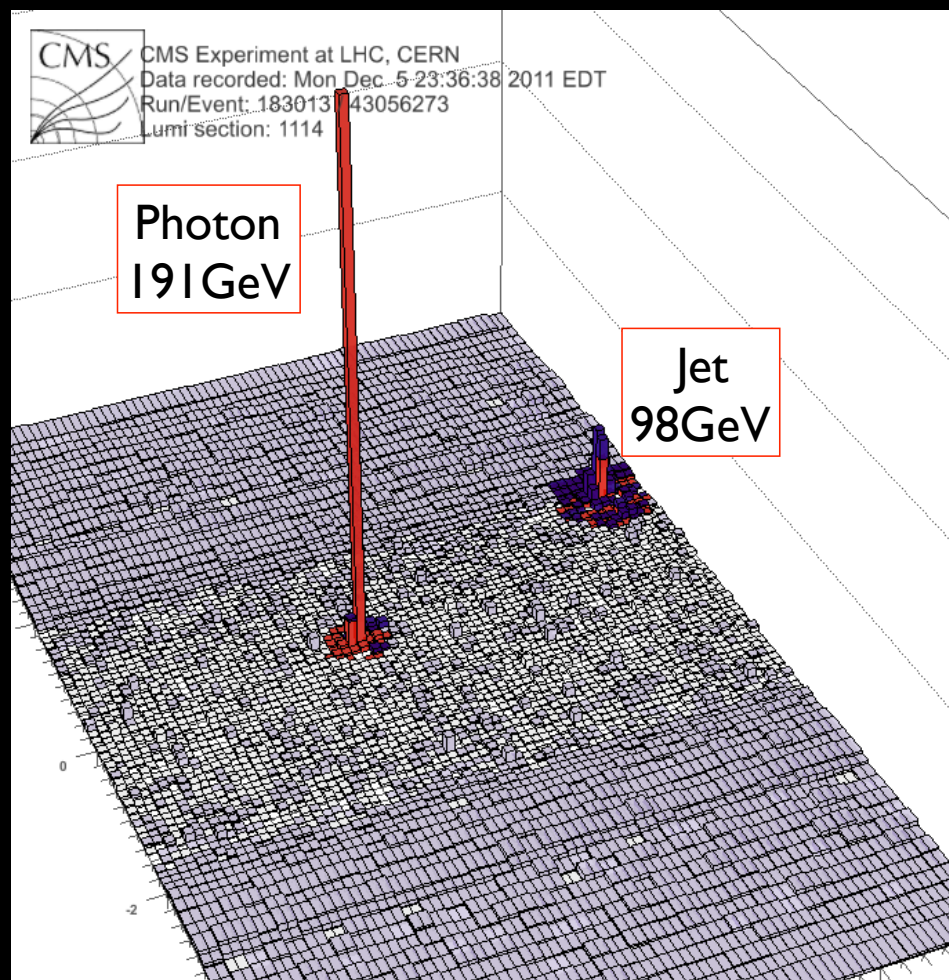 CMS
CMS Experiment at LHC, CERN
Data recorded: Mon Dec 5 23:36:38 2011 EDT
Run/Event: 183013 43056273
Lumi section: 1114
Photon
191GeV
Jet
98GeV
0
-2